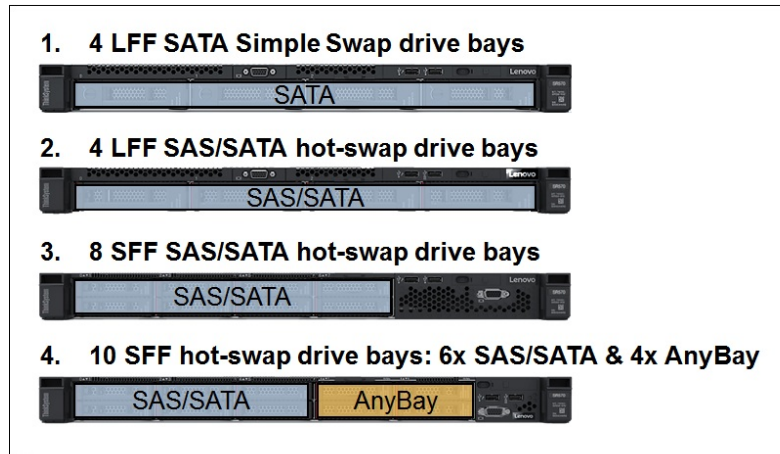 1. 4 LFF SATA Simple Swap drive bays
Lenovo
SATA
2. 4 LFF SAS/SATA hot-swap drive bays
Lenovo
SAS/SATA
3. 8 SFF SAS/SATA hot-swap drive bays
Lenovo
SAS/SATA
4. 10 SFF hot-swap drive bays: 6x SAS/SATA & 4x AnyBay
SAS/SATA AnyBay
Lenovo